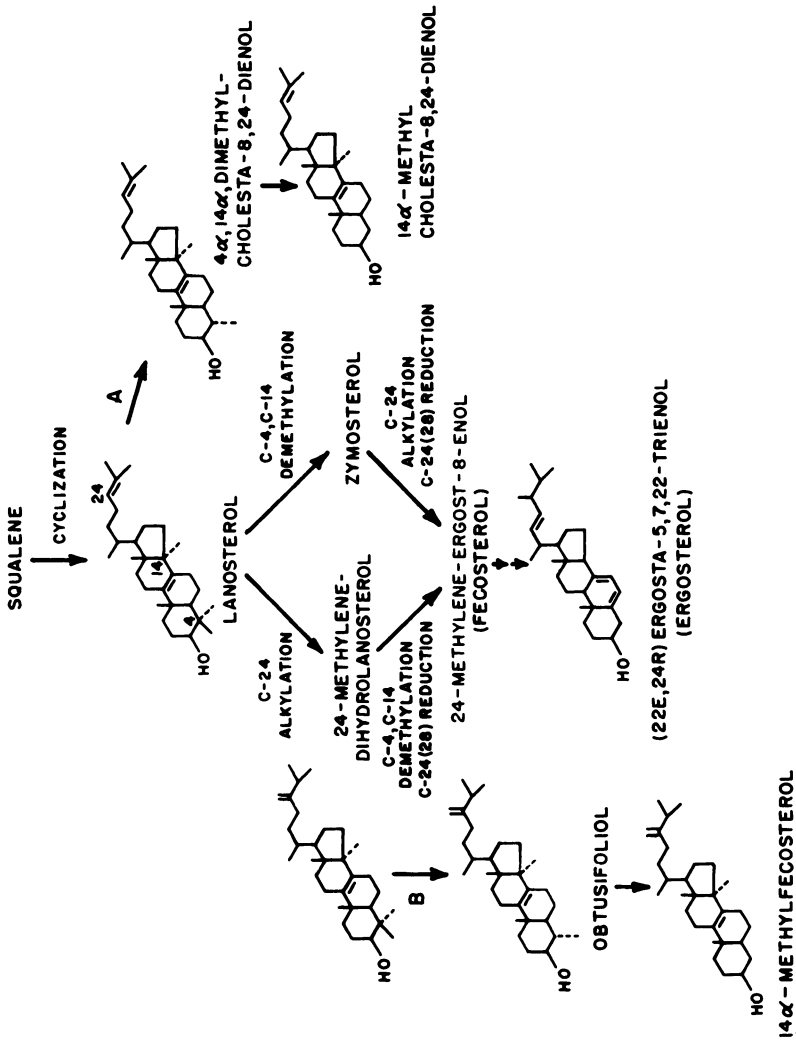 SQUALENE
CYCLIZATION
24
14
4
HO
LANOSTEROL
A
HO
4α,14α,DIMETHYL-
CHOLESTA-8,24-DIENOL
HO
14α-METHYL
CHOLESTA-8,24-DIENOL
C-4,C-14
DEMETHYLATION
ZYMOSTEROL
C-24
ALKYLATION
C-24(28) REDUCTION
C-24
ALKYLATION
24-METHYLENE-
DIHYDROLANOSTEROL
C-4,C-14
DEMETHYLATION
C-24(28) REDUCTION
24-METHYLENE-ERGOST-8-ENOL
(FECOSTEROL)
HO
(22E,24R) ERGOSTA-5,7,22-TRIENOL
(ERGOSTEROL)
HO
B
HO
OBTUSIFOLIOL
HO
14α-METHYLFECOSTEROL